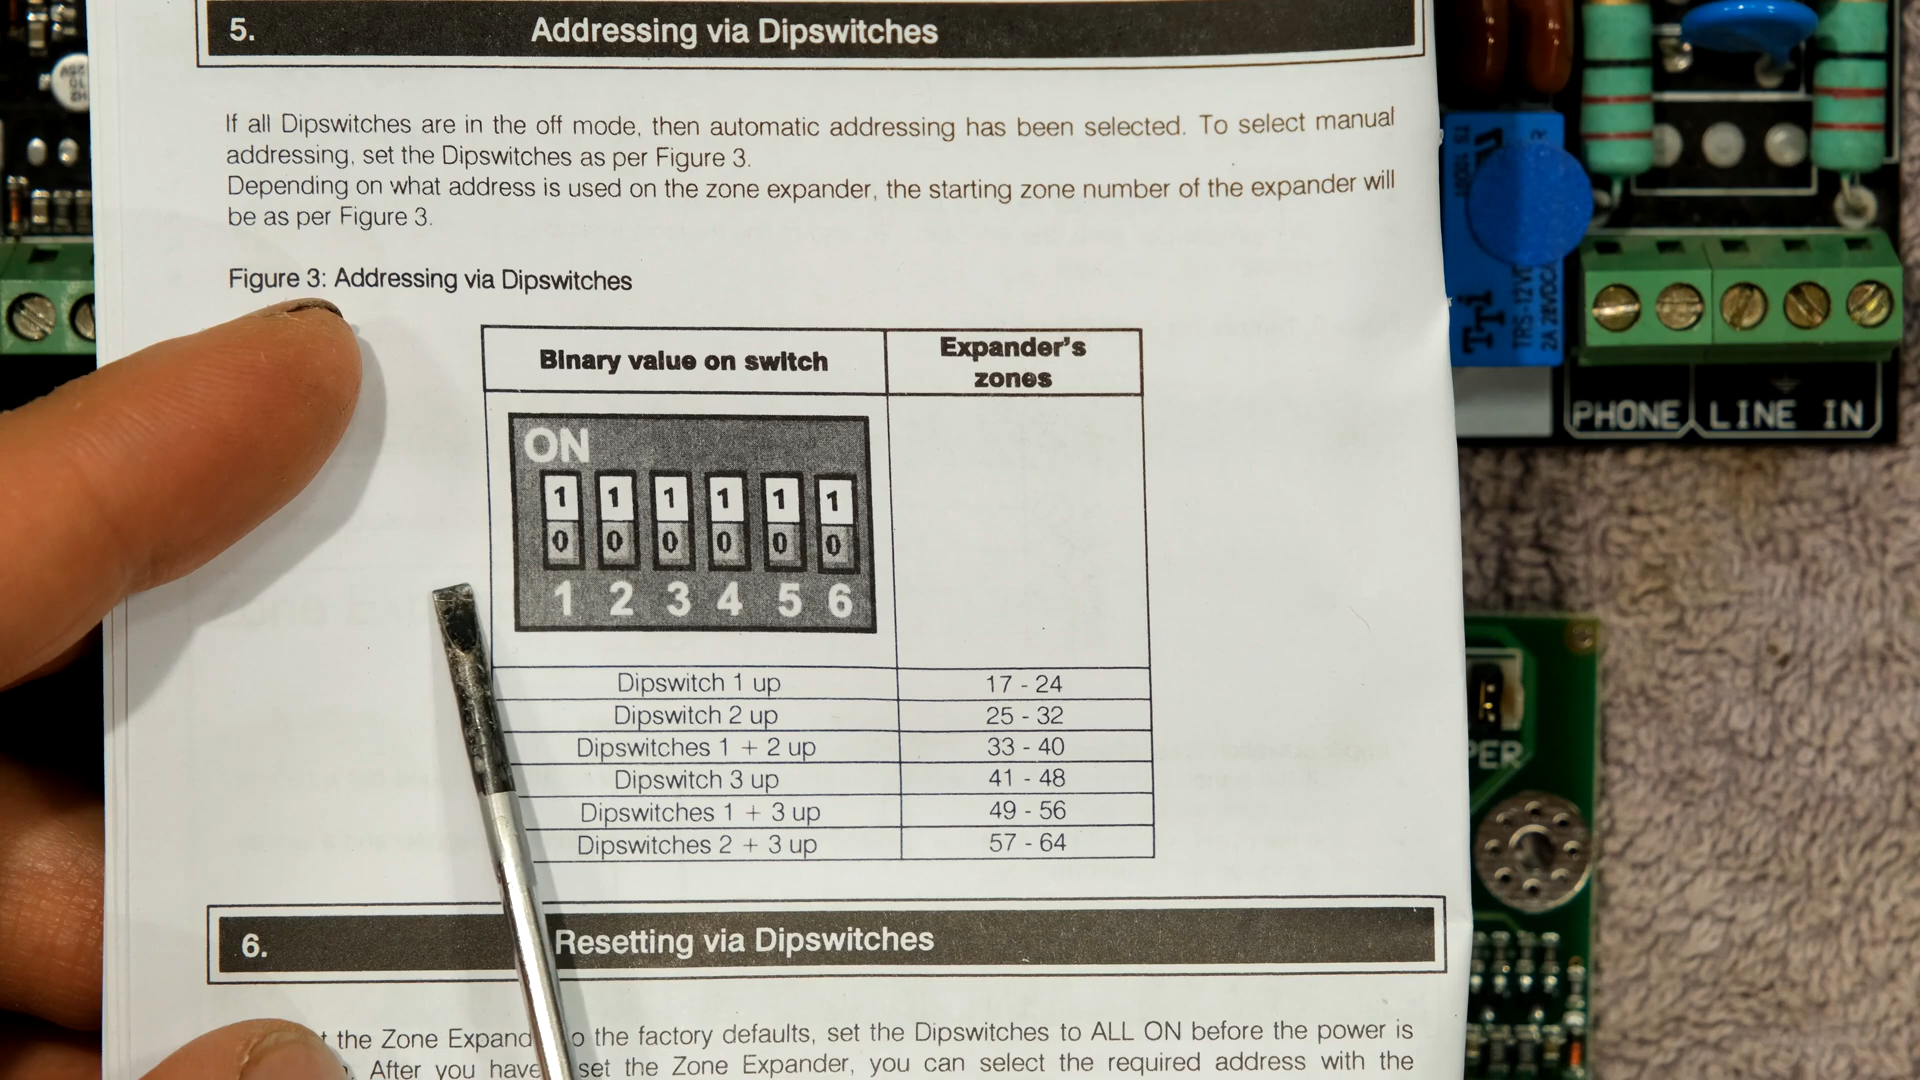 5. Addressing via Dipswitches
If all Dipswitches are in the off mode, then automatic addressing has been selected. To select manual
addressing, set the Dipswitches as per Figure 3.
Depending on what address is used on the zone expander, the starting zone number of the expander will
be as per Figure 3.
Figure 3: Addressing via Dipswitches
Binary value on switch
Expander's
zones
ON
1 1 1 1 1 1
0 0 0 0 0 0
1 2 3 4 5 6
Dipswitch 1 up 17 - 24
Dipswitch 2 up 25 - 32
Dipswitches 1 + 2 up 33 - 40
Dipswitch 3 up 41 - 48
Dipswitches 1 + 3 up 49 - 56
Dipswitches 2 + 3 up 57 - 64
6. Resetting via Dipswitches
the Zone Expand o the factory defaults, set the Dipswitches to ALL ON before the power is
After you have set the Zone Expander, you can select the required address with the
TTi
PHONE LINE IN
PER